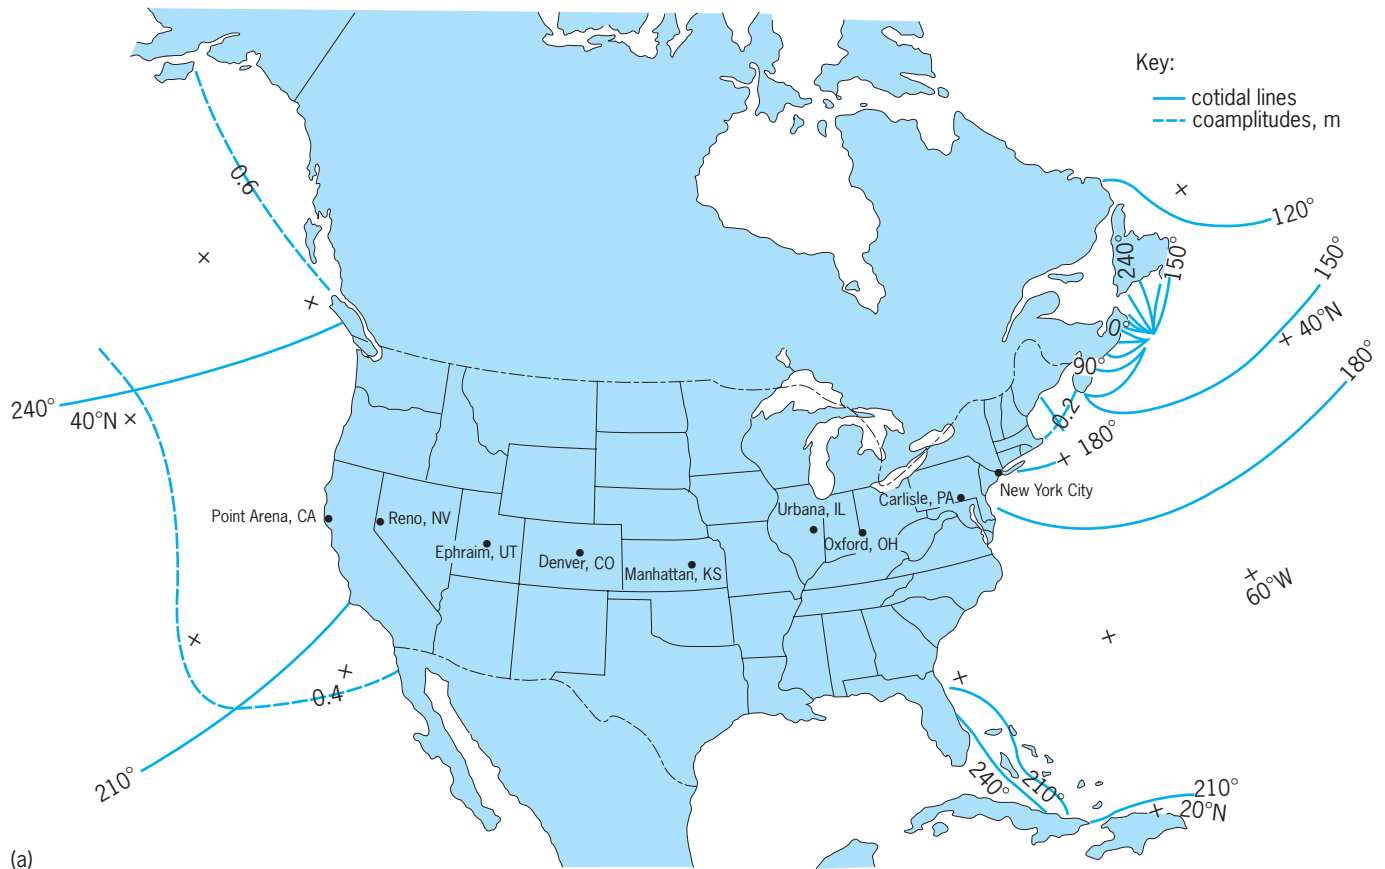 Key:
cotidal lines
coamplitudes, m
0.6
120°
240°
150°
150°
0°
40°N
90°
180°
240°
40°N
0.2
180°
New York City
Carlisle, PA
Urbana, IL
Oxford, OH
Point Arena, CA
Reno, NV
Ephraim, UT
Denver, CO
Manhattan, KS
60°W
0.4
210°
240°
210°
210°
20°N
(a)